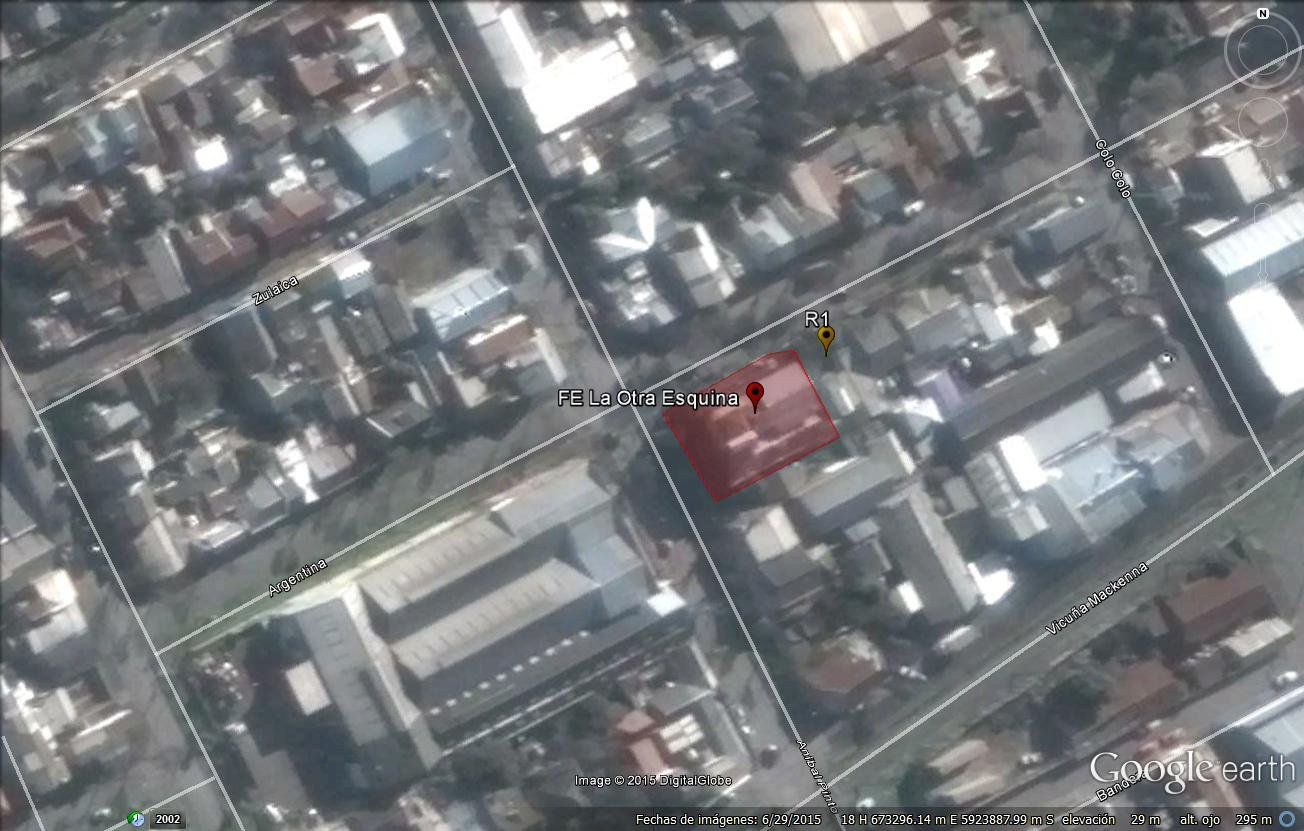 N
Colo Colo
Zulaica
R1
FE La Otra Esquina
Argentina
Vicuña Mackenna
Anibal Pinto
Image © 2015 DigitalGlobe
Google earth
Bandera
2002
Fechas de imágenes: 6/29/2015 18 H 673296.14 m E 5923887.99 m S elevación 29 m alt. ojo 295 m